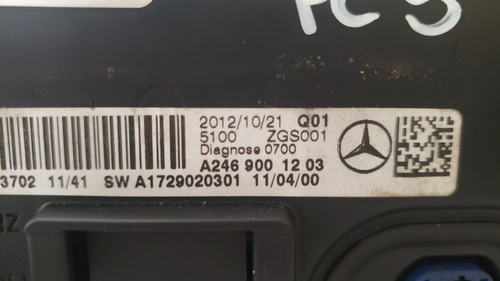 PC 5
2012/10/21 Q01
5100 ZGS001
Diagnose 0700
A246 900 12 03
3702 11/41 SW A1729020301 11/04/00